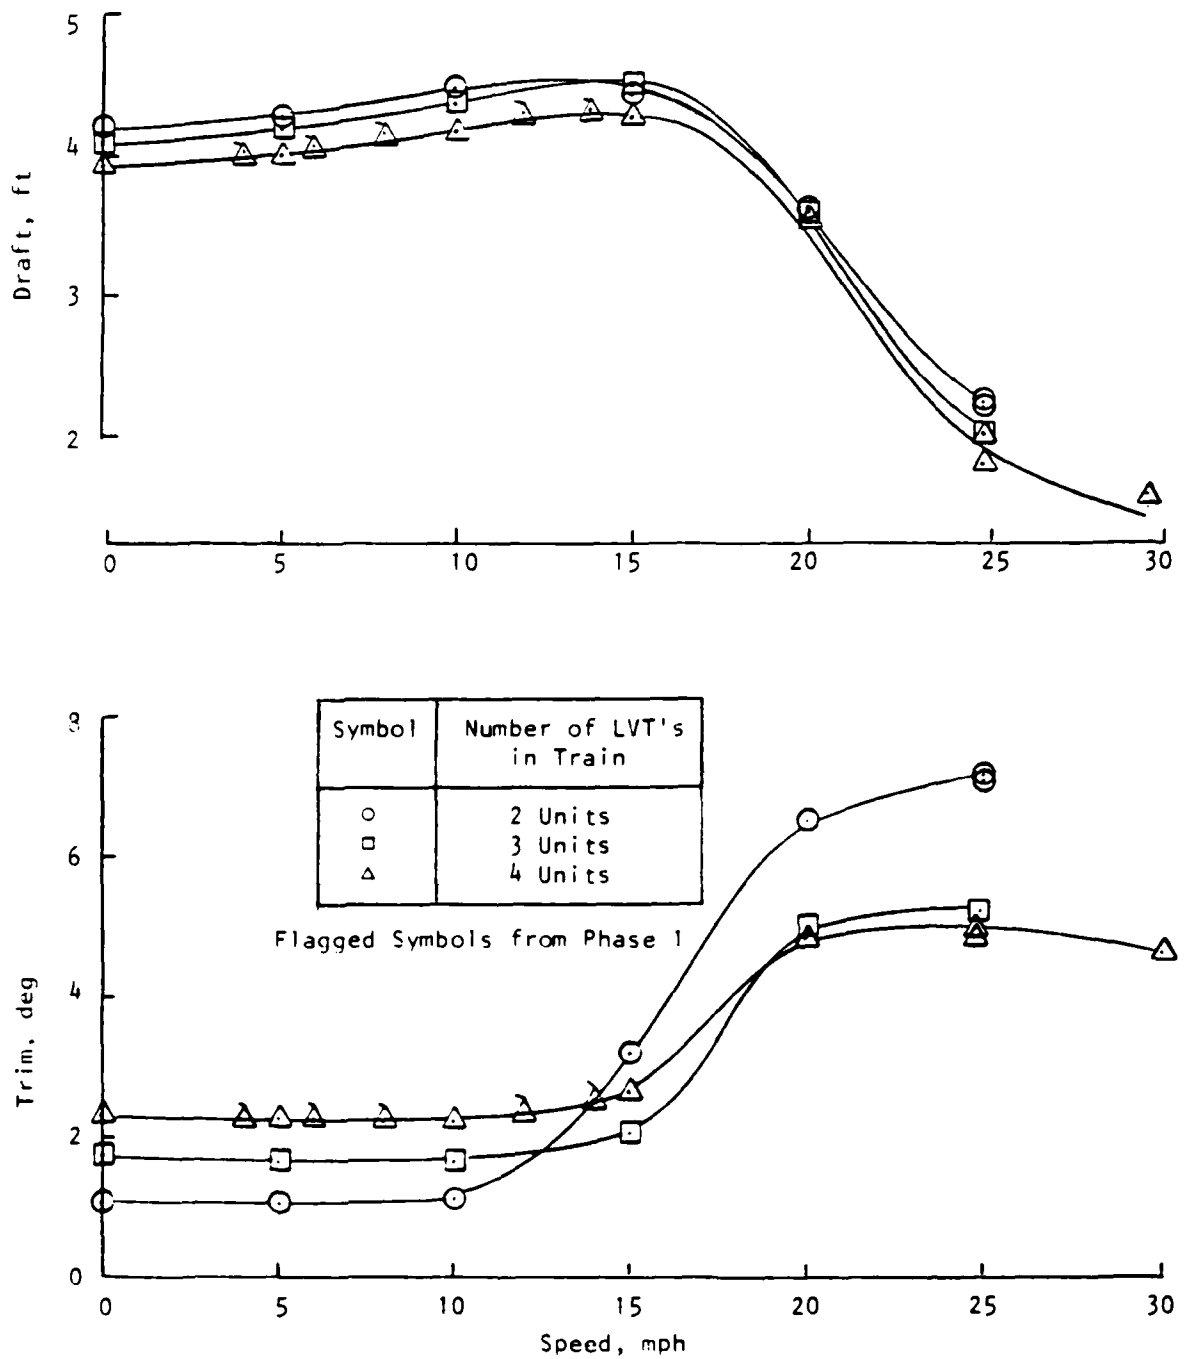 5
4
3
2
Draft, ft
0 5 10 15 20 25 30
8
6
4
2
0
Trim, deg
Symbol Number of LVT's
in Train
2 Units
3 Units
4 Units
Flagged Symbols from Phase 1
0 5 10 15 20 25 30
Speed, mph